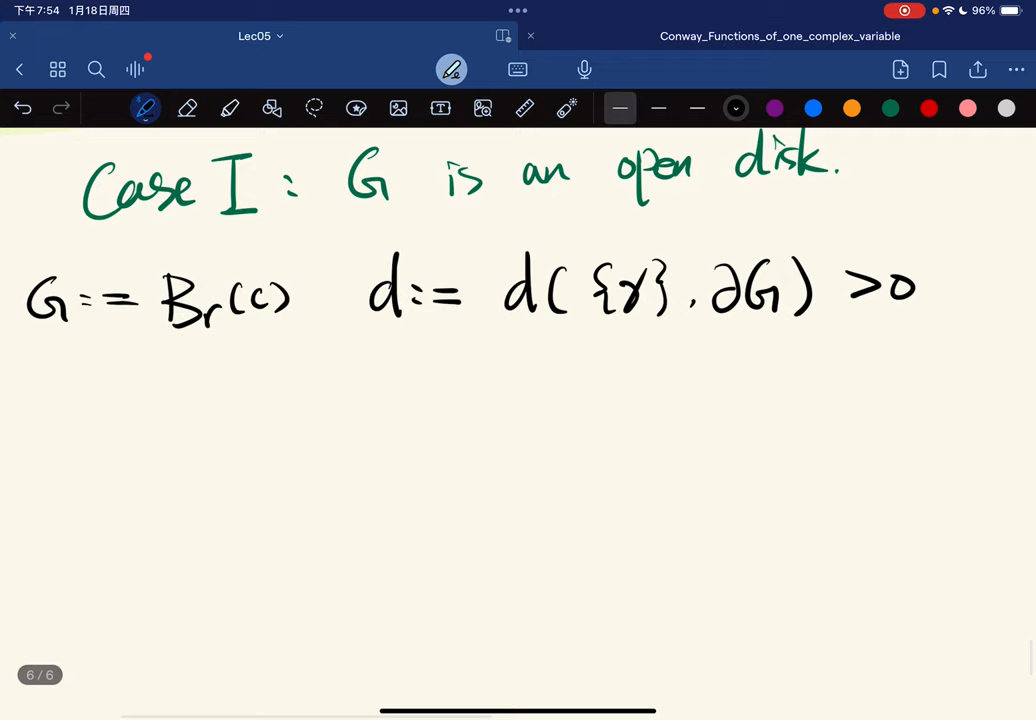 下午7:54 1月18日周四
96%
Lec05
Conway_Functions_of_one_complex_variable
Case I : G is an open disk.
G := Br(c) d := d({γ}, ∂G) >0
6 / 6